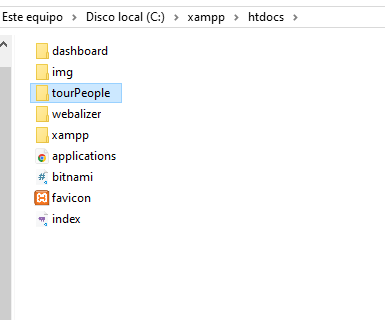 Este equipo > Disco local (C:) > xampp > htdocs >
dashboard
img
tourPeople
webalizer
xampp
applications
bitnami
favicon
index